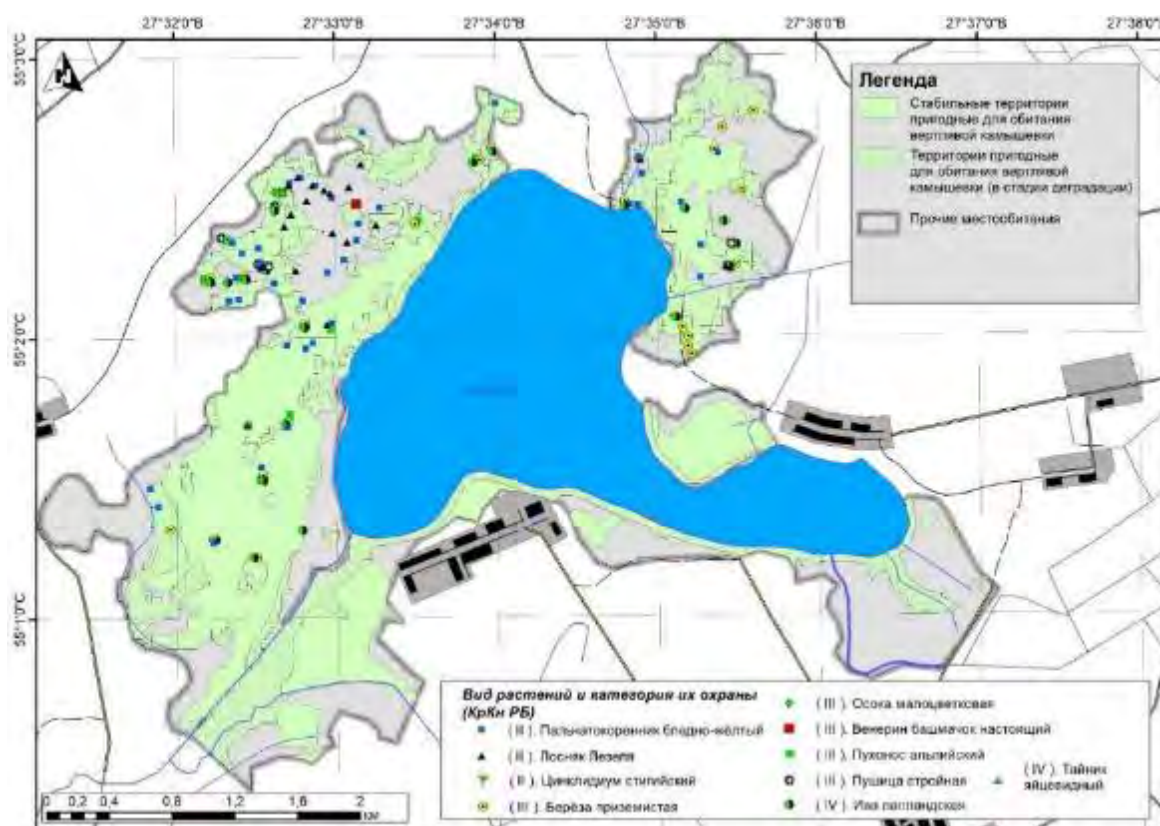 27°32'0"В 27°33'0"В 27°34'0"В 27°35'0"В 27°36'0"В 27°37'0"В 27°38'0"В
55°3'0"С
55°2'0"С
55°1'0"С
Легенда
Стабильные территории
пригодные для обитания
вертлявой камышевки
Территории пригодные
для обитания вертлявой
камышевки (в стадии деградации)
Прочие местообитания
Вид растений и категория их охраны
(КрКн РБ)
(II). Пальчатокоренник бледно-жёлтый
(II). Лосняк Лезеля
(II). Цинклидиум стигийский
(III). Берёза приземистая
(III). Осока малоцветковая
(III). Венерин башмачок настоящий
(III). Пухонос альпийский
(III). Пушица стройная
(IV). Ива лапландская
(IV). Тайник
яйцевидный
0 0,2 0,4 0,8 1,2 1,6 2
км